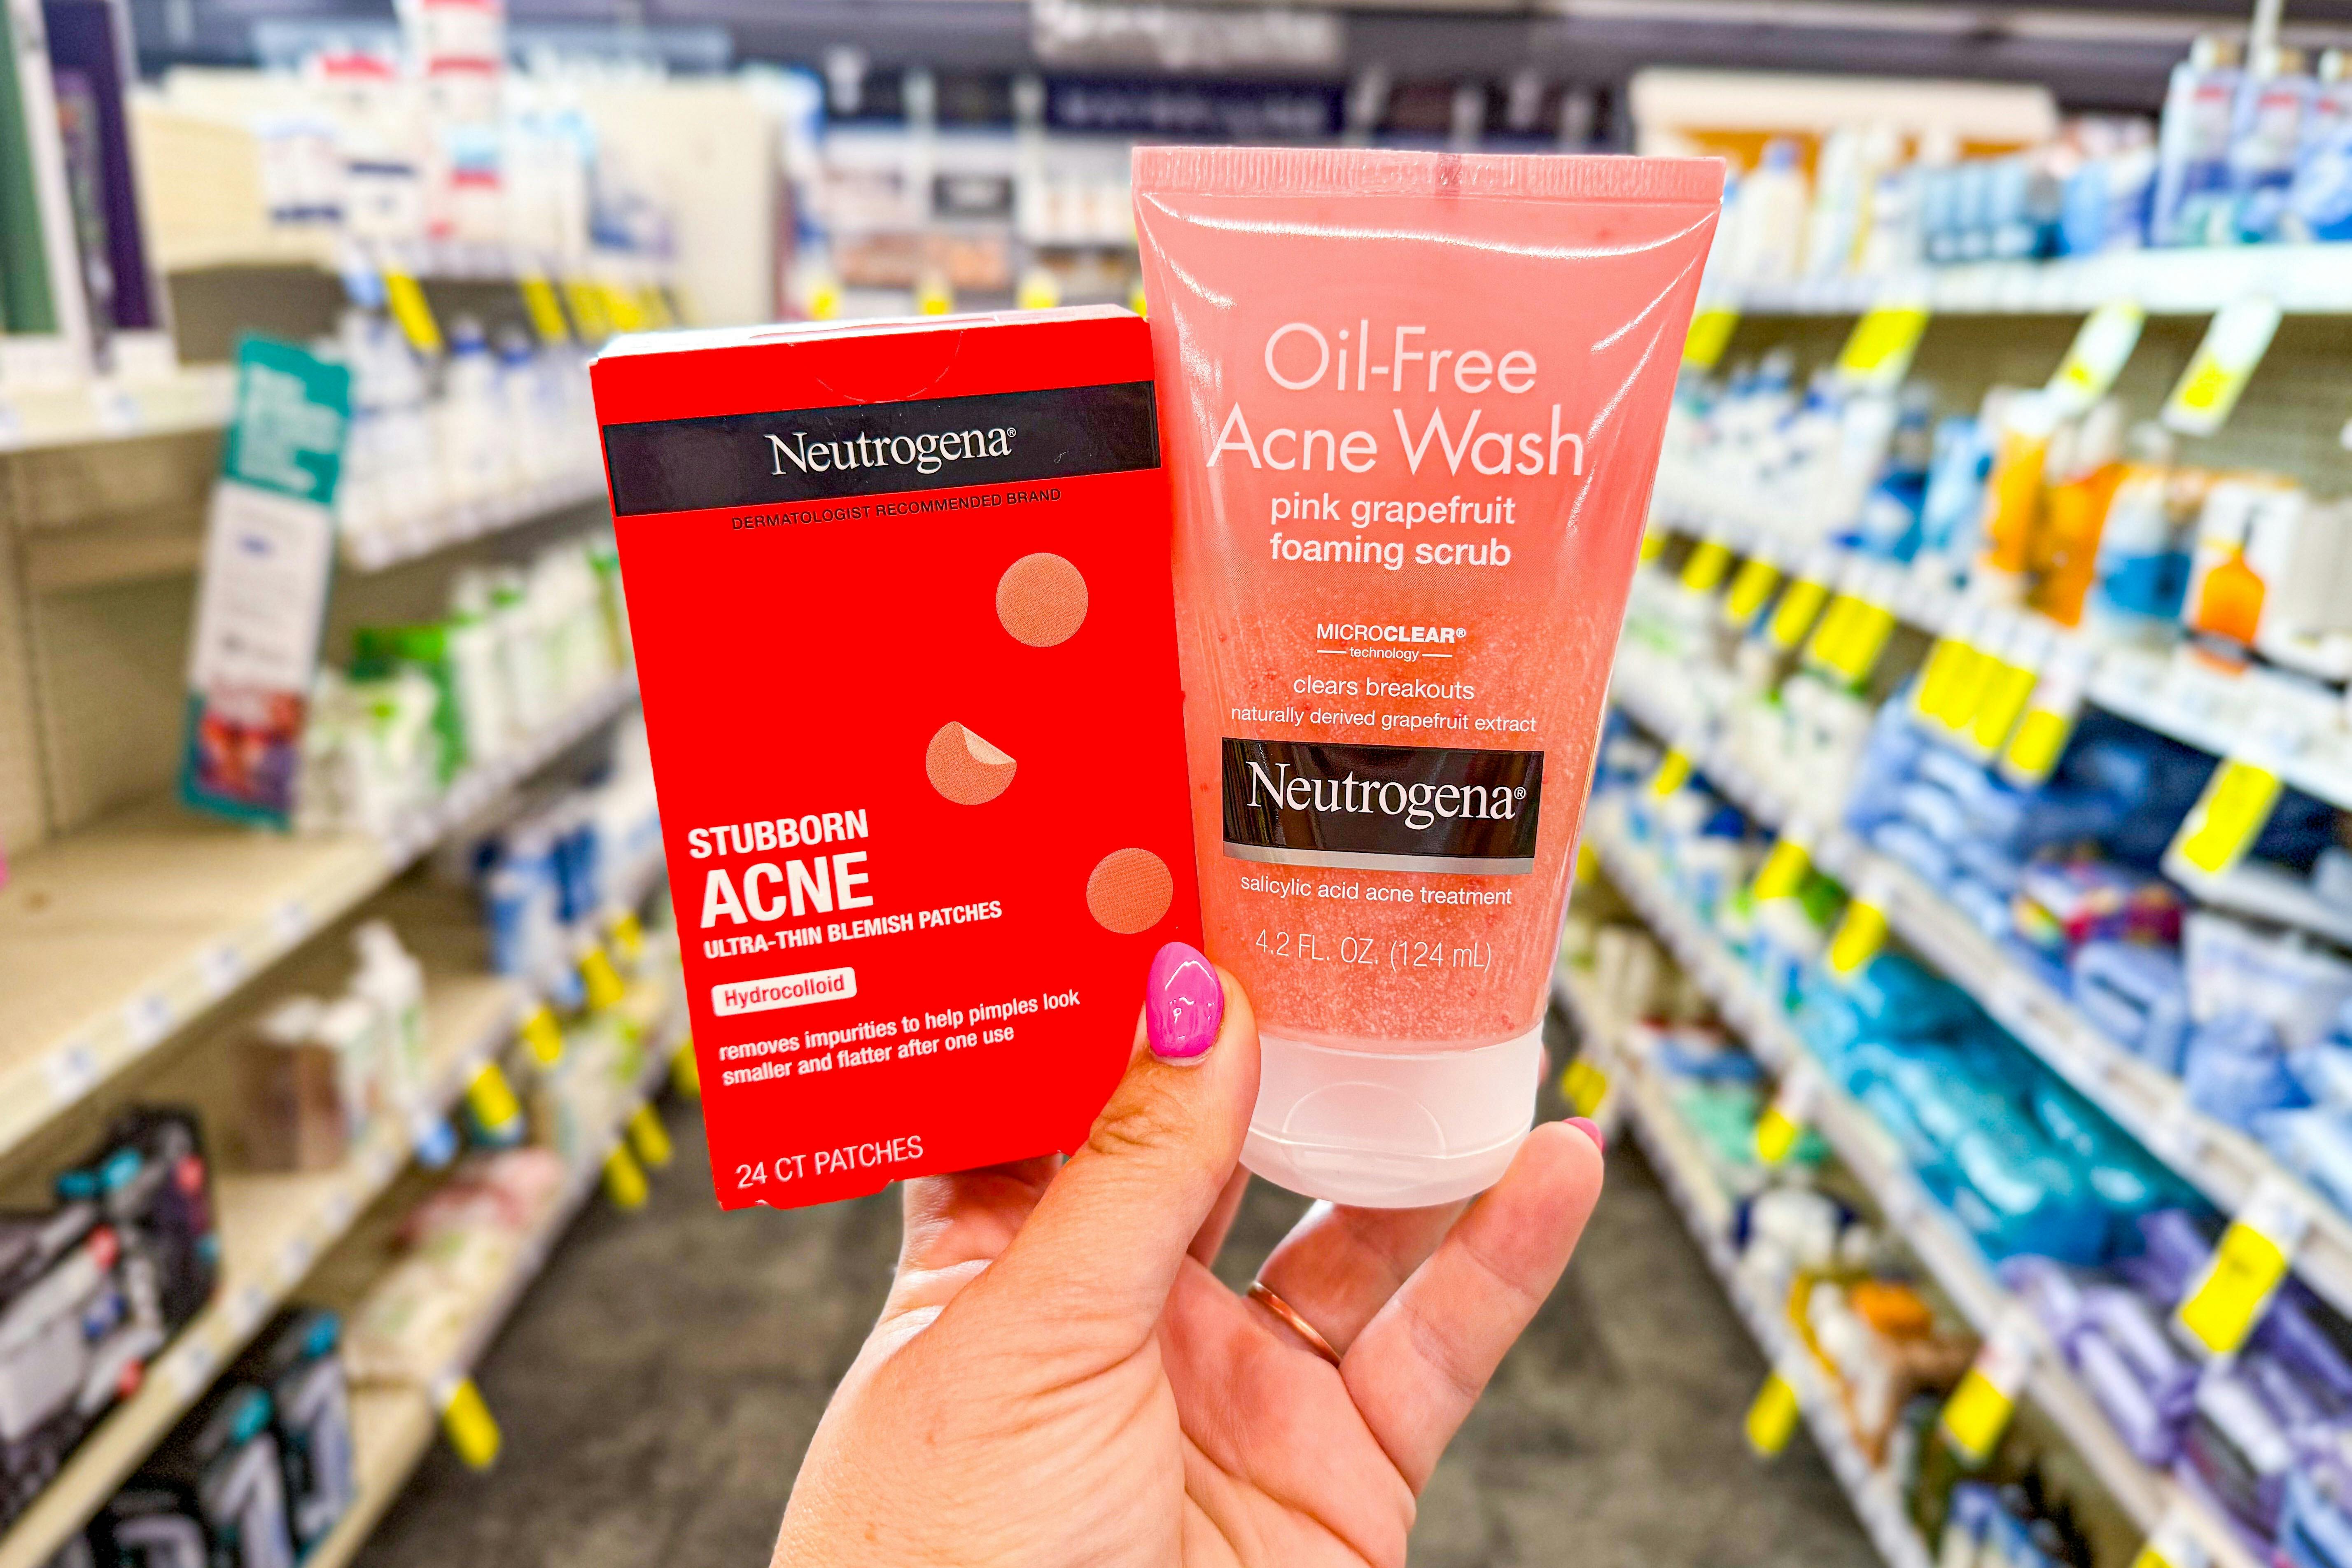 Neutrogena®
DERMATOLOGIST RECOMMENDED BRAND
STUBBORN
ACNE
ULTRA-THIN BLEMISH PATCHES
Hydrocolloid
removes impurities to help pimples look
smaller and flatter after one use
24 CT PATCHES
Oil-Free
Acne Wash
pink grapefruit
foaming scrub
MICROCLEAR®
technology
clears breakouts
naturally derived grapefruit extract
Neutrogena®
salicylic acid acne treatment
4.2 FL. OZ. (124 mL)